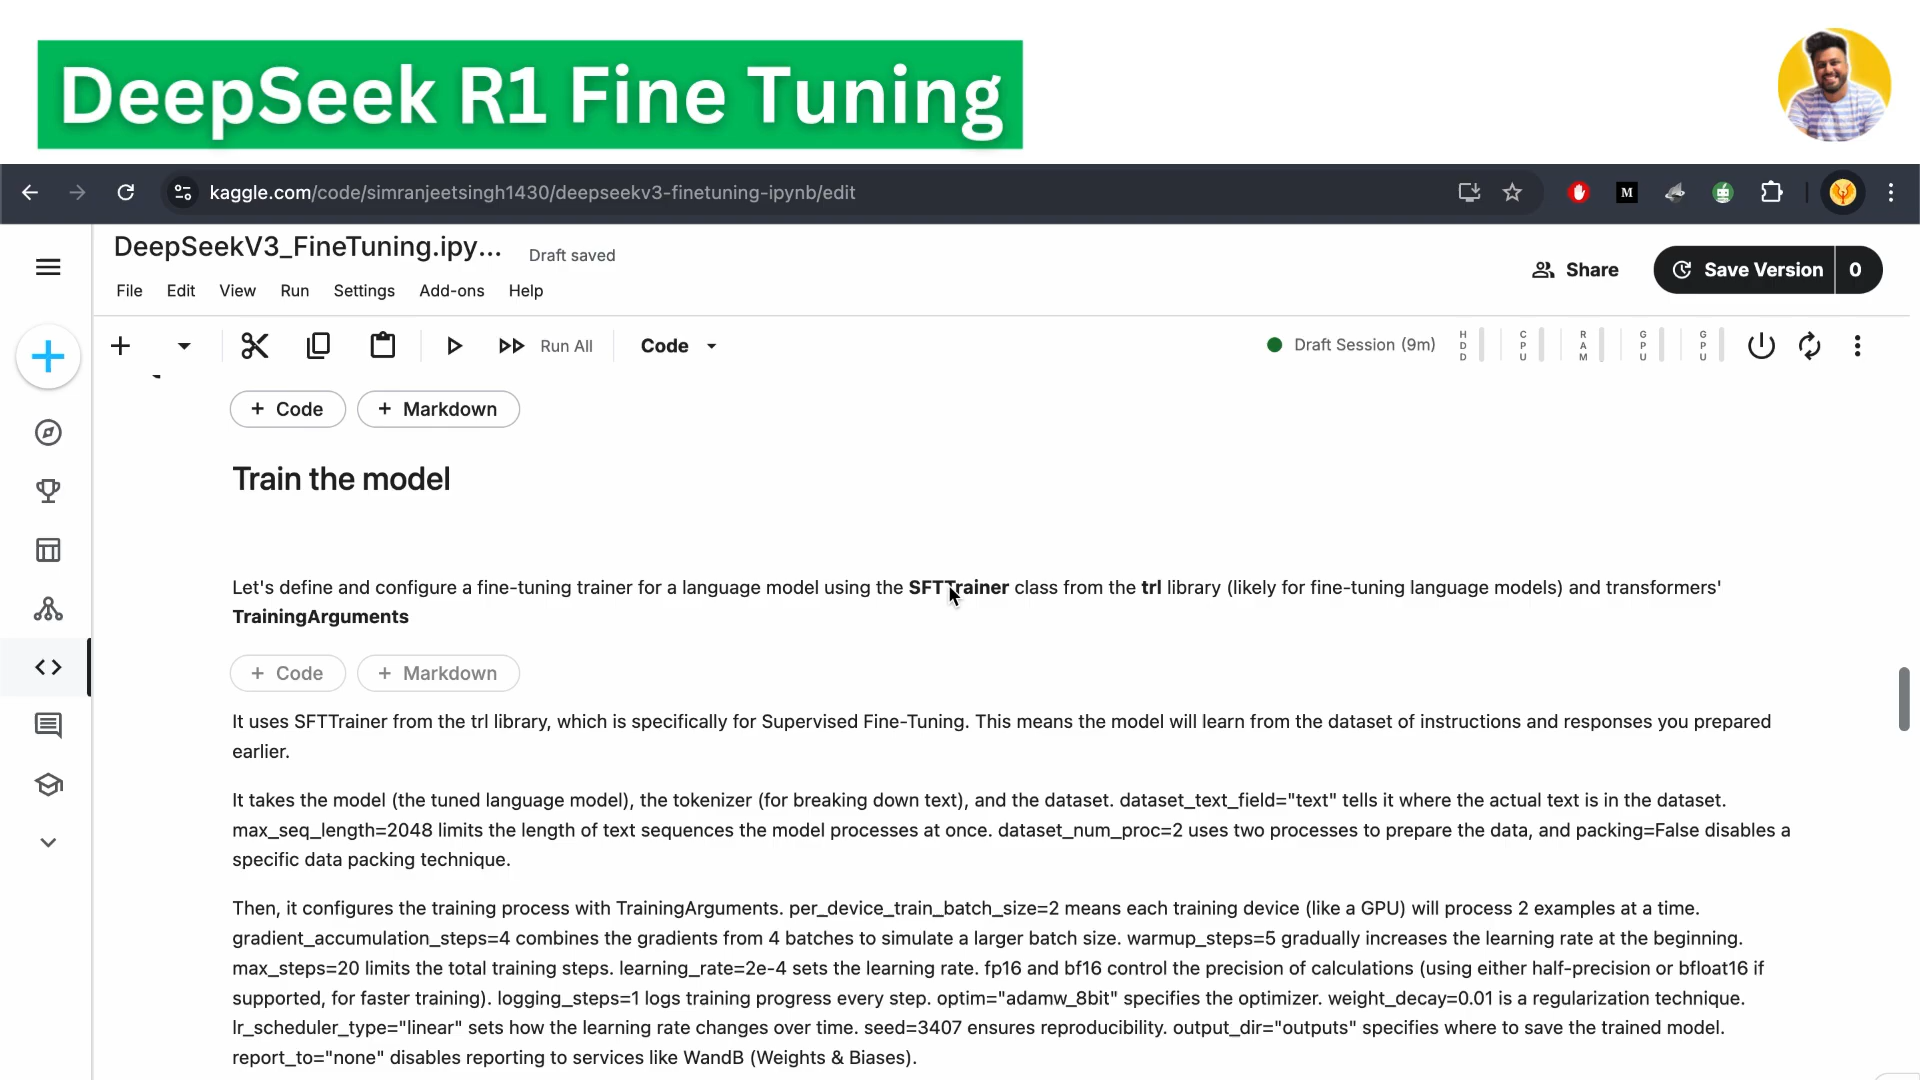 DeepSeek R1 Fine Tuning
kaggle.com/code/simranjeetsingh1430/deepseekv3-finetuning-ipynb/edit
M
DeepSeekV3_FineTuning.ipy...
Draft saved
File Edit View Run Settings Add-ons Help
Share
Save Version 0
Run All
Code
Draft Session (9m)
HDD
CPU
RAM
GPU
GPU
+ Code
+ Markdown
Train the model
Let's define and configure a fine-tuning trainer for a language model using the SFTTrainer class from the trl library (likely for fine-tuning language models) and transformers'
TrainingArguments
+ Code
+ Markdown
It uses SFTTrainer from the trl library, which is specifically for Supervised Fine-Tuning. This means the model will learn from the dataset of instructions and responses you prepared
earlier.
It takes the model (the tuned language model), the tokenizer (for breaking down text), and the dataset. dataset_text_field="text" tells it where the actual text is in the dataset.
max_seq_length=2048 limits the length of text sequences the model processes at once. dataset_num_proc=2 uses two processes to prepare the data, and packing=False disables a
specific data packing technique.
Then, it configures the training process with TrainingArguments. per_device_train_batch_size=2 means each training device (like a GPU) will process 2 examples at a time.
gradient_accumulation_steps=4 combines the gradients from 4 batches to simulate a larger batch size. warmup_steps=5 gradually increases the learning rate at the beginning.
max_steps=20 limits the total training steps. learning_rate=2e-4 sets the learning rate. fp16 and bf16 control the precision of calculations (using either half-precision or bfloat16 if
supported, for faster training). logging_steps=1 logs training progress every step. optim="adamw_8bit" specifies the optimizer. weight_decay=0.01 is a regularization technique.
lr_scheduler_type="linear" sets how the learning rate changes over time. seed=3407 ensures reproducibility. output_dir="outputs" specifies where to save the trained model.
report_to="none" disables reporting to services like WandB (Weights & Biases).